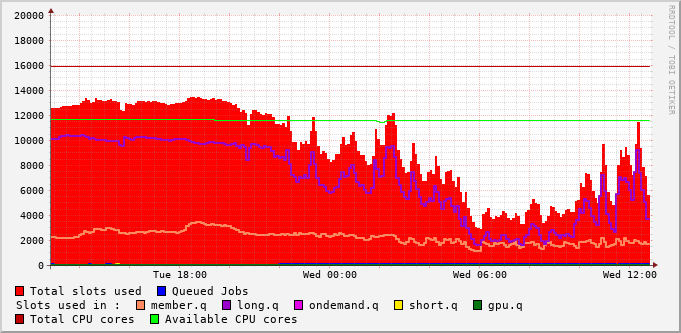 20000
18000
16000
14000
12000
10000
8000
6000
4000
2000
0
Tue 18:00 Wed 00:00 Wed 06:00 Wed 12:00
Total slots used Queued Jobs
Slots used in : member.q long.q ondemand.q short.q gpu.q
Total CPU cores Available CPU cores
RRDTOOL / TOBI OETIKER